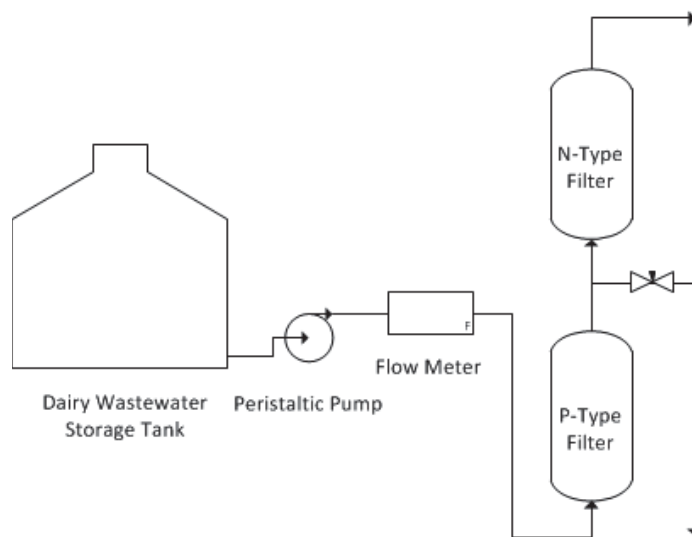 N-Type
Filter
F
Flow Meter
Dairy Wastewater
Storage Tank
Peristaltic Pump
P-Type
Filter